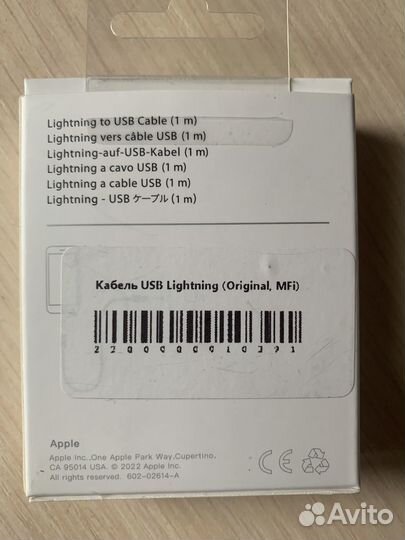 Lightning to USB Cable (1 m)
Lightning vers câble USB (1 m)
Lightning-auf-USB-Kabel (1 m)
Lightning a cavo USB (1 m)
Lightning a cable USB (1 m)
Lightning - USB ケーブル (1 m)
Кабель USB Lightning (Original, MFi)
Apple
Apple Inc.,One Apple Park Way,Cupertino,
CA 95014 USA. © 2022 Apple Inc.
All rights reserved. 602-02614-A
CE
Avito